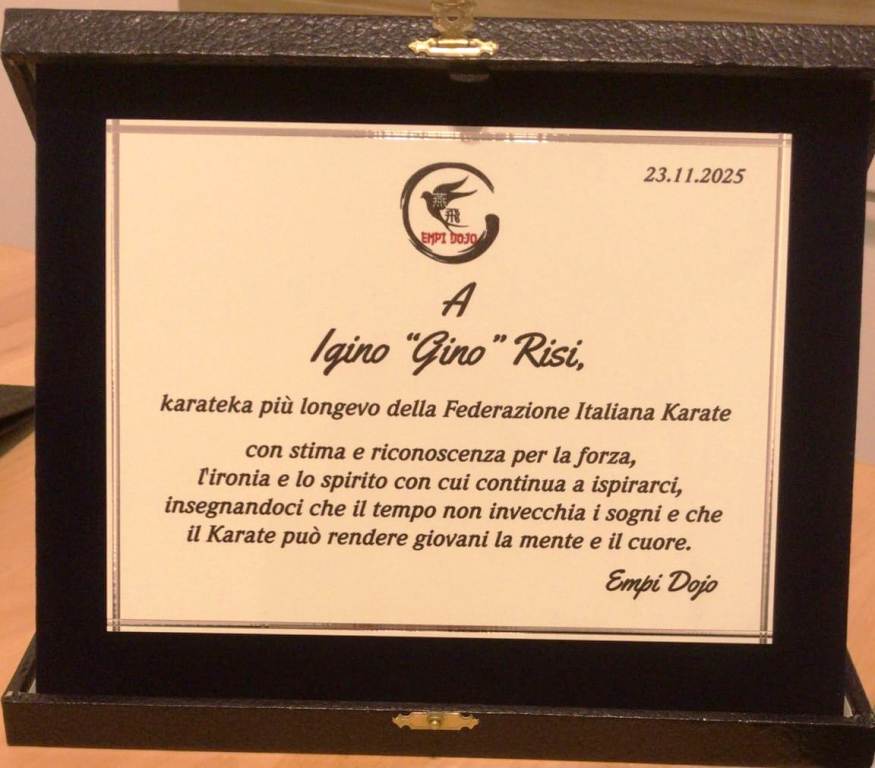 23.11.2025
EMPI DOJO
A
Igino “Gino” Risi,
karateka più longevo della Federazione Italiana Karate
con stima e riconoscenza per la forza,
l'ironia e lo spirito con cui continua a ispirarci,
insegnandoci che il tempo non invecchia i sogni e che
il Karate può rendere giovani la mente e il cuore.
Empi Dojo